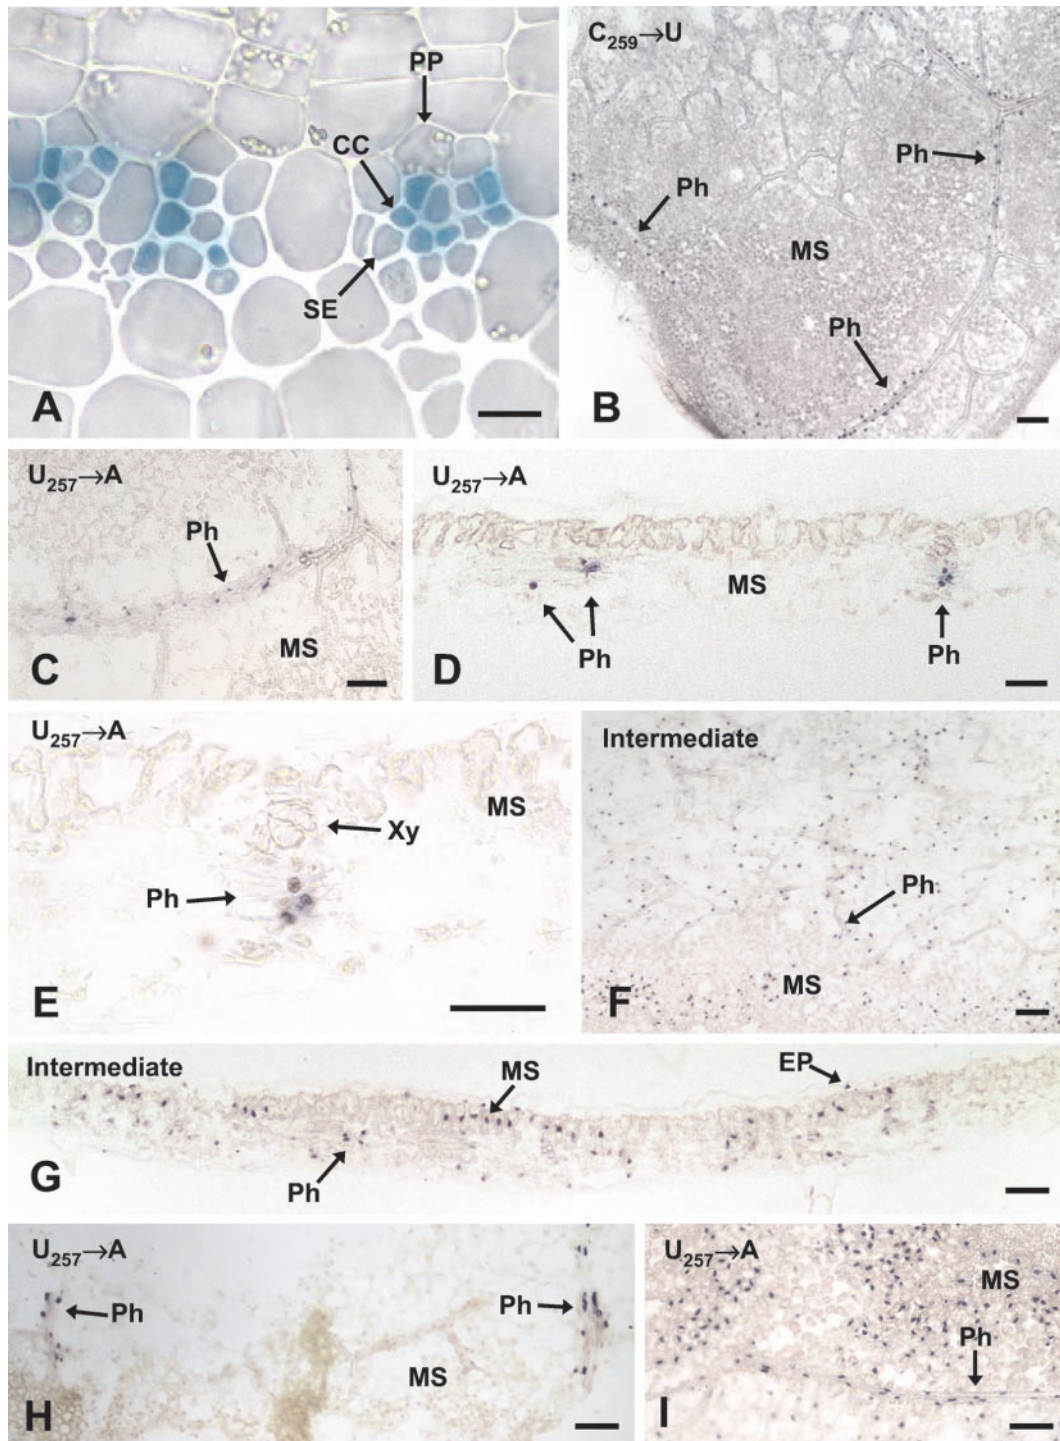 PP
CC
SE
A
C₂₅₉→U
Ph
Ph
MS
Ph
B
U₂₅₇→A
Ph
MS
C
U₂₅₇→A
MS
Ph
Ph
D
U₂₅₇→A
MS
Xy
Ph
E
Intermediate
Ph
MS
F
Intermediate
MS
EP
Ph
G
U₂₅₇→A
Ph
Ph
MS
H
U₂₅₇→A
MS
Ph
I